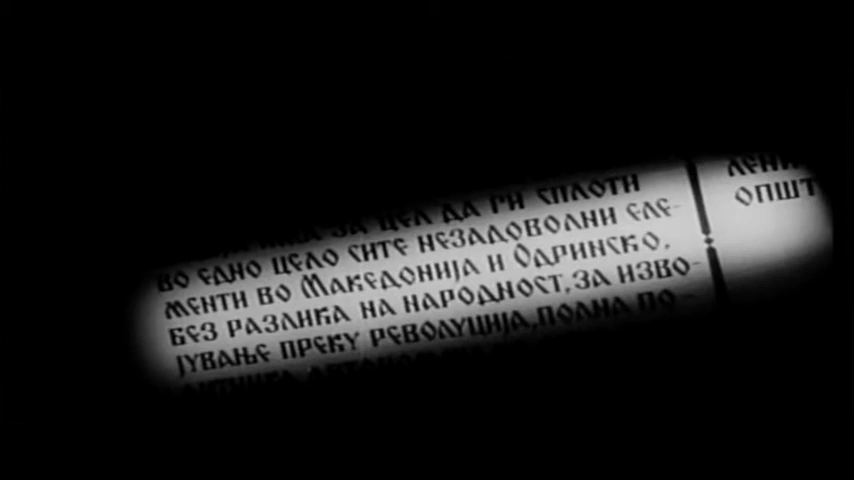 ЗА ЦЕЛ ДА ГИ СПЛОТИ
ВО ЕДНО ЦЕЛО СИТЕ НЕЗАДОВОЛНИ ЕЛЕ-
МЕНТИ ВО МАКЕДОНИЈА И ОДРИНСКО,
БЕЗ РАЗЛИКА НА НАРОДНОСТ, ЗА ИЗВО-
ЈУВАЊЕ ПРЕКУ РЕВОЛУЦИЈА, ПОЛНА ПО-
ОПШТ